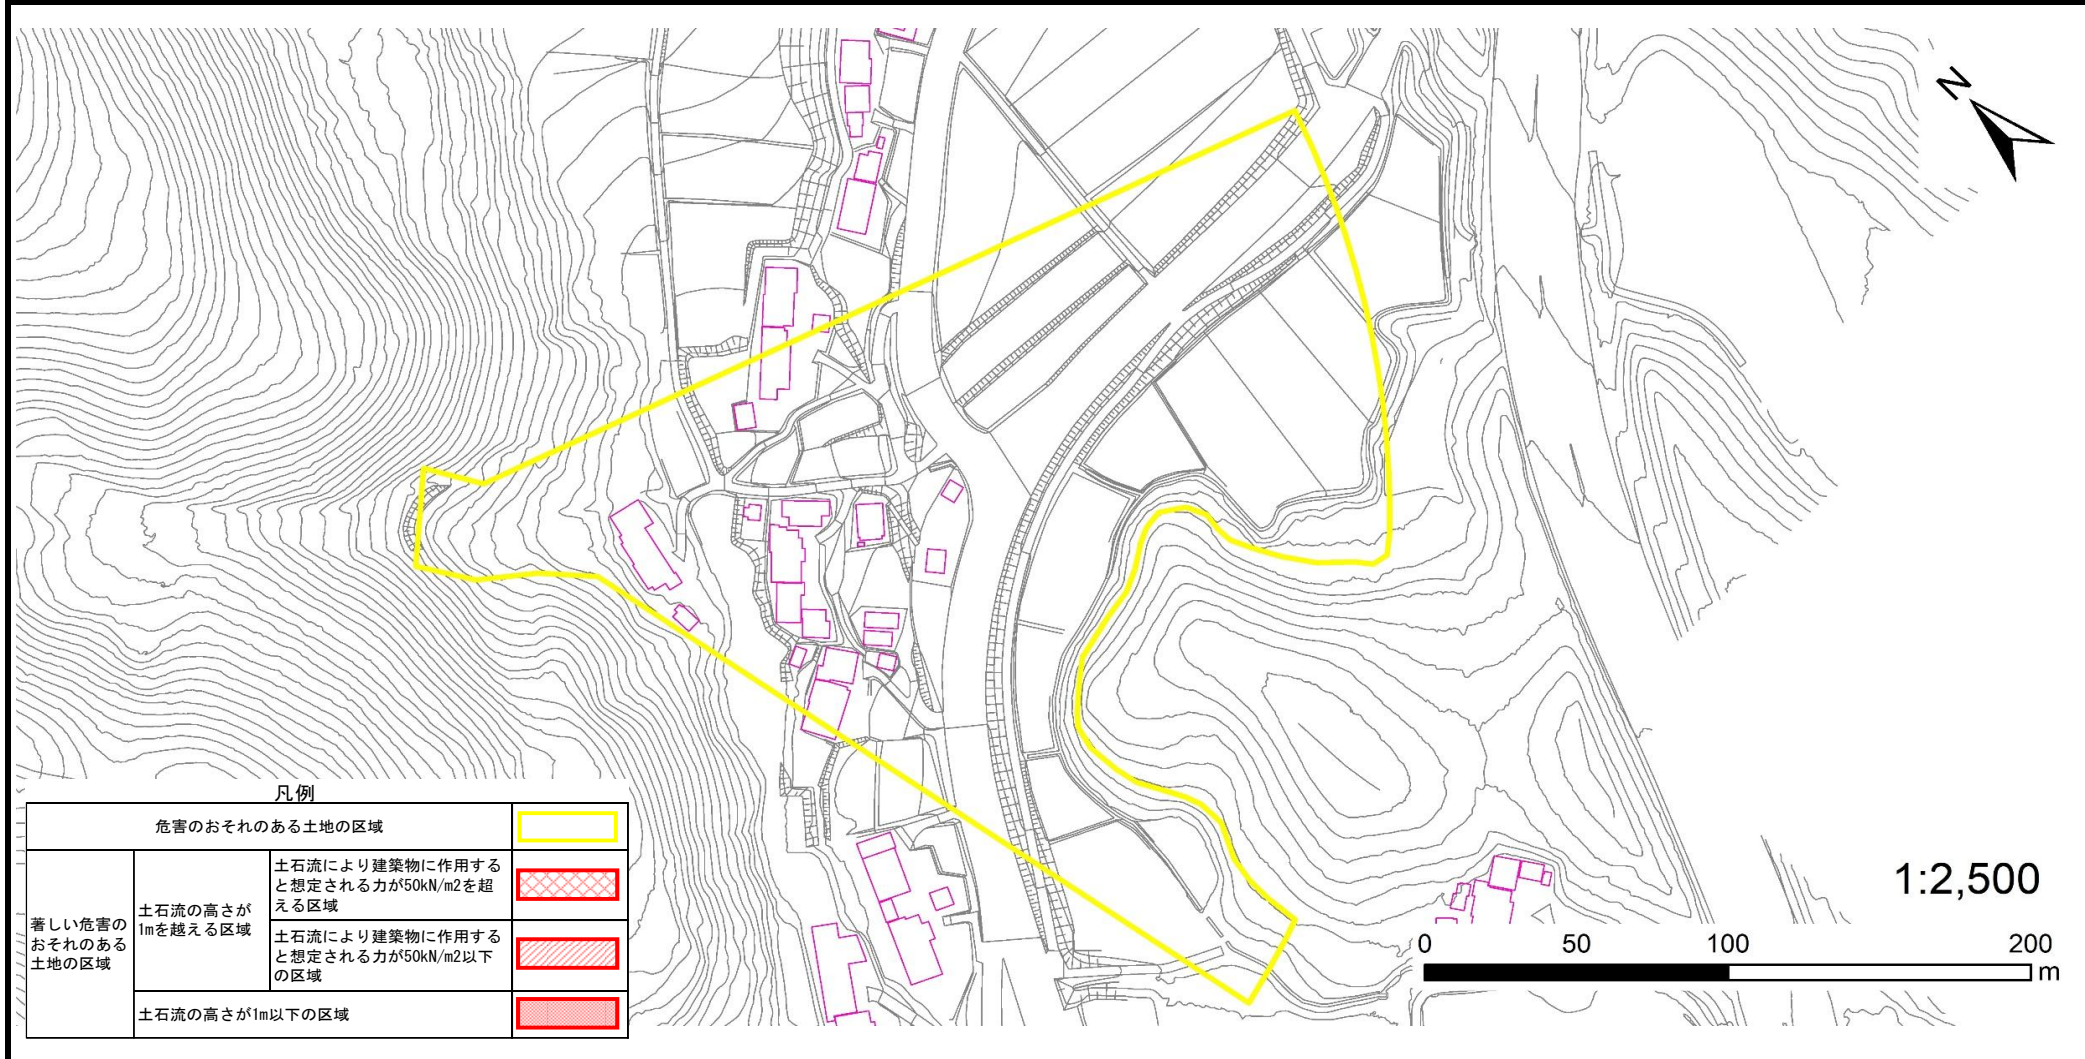 N
凡例
危害のおそれのある土地の区域
著しい危害の
おそれのある
土地の区域
土石流の高さが
1mを越える区域
土石流により建築物に作用する
と想定される力が50kN/m2を超
える区域
土石流により建築物に作用する
と想定される力が50kN/m2以下
の区域
土石流の高さが1m以下の区域
1:2,500
0 50 100 200
m